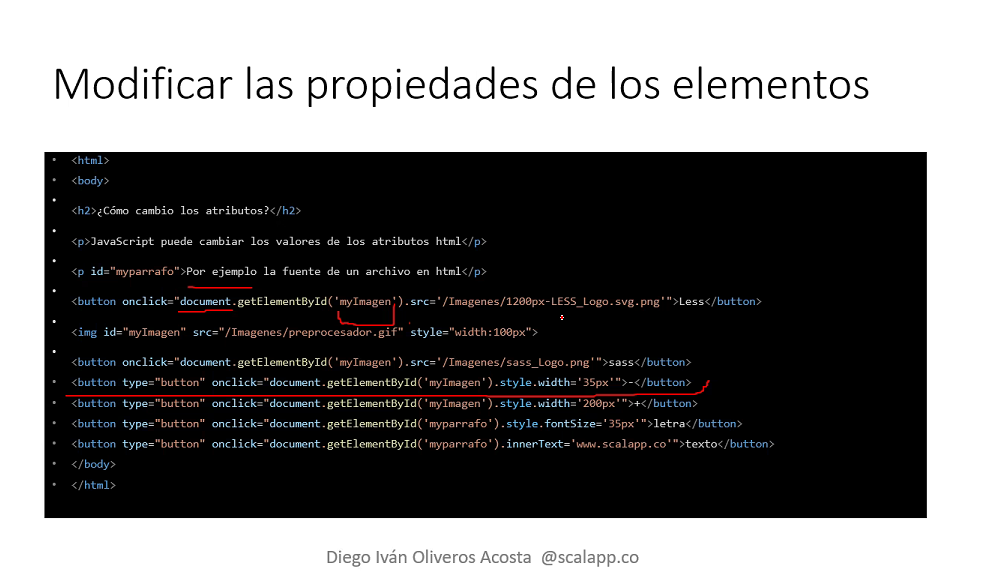 Modificar las propiedades de los elementos
<html>
<body>
<h2>¿Cómo cambio los atributos?</h2>
<p>JavaScript puede cambiar los valores de los atributos html</p>
<p id="myparrafo">Por ejemplo la fuente de un archivo en html</p>
<button onclick="document.getElementById('myImagen').src='/Imagenes/1200px-LESS_Logo.svg.png'">Less</button>
<img id="myImagen" src="/Imagenes/preprocesador.gif" style="width:100px">
<button onclick="document.getElementById('myImagen').src='/Imagenes/sass_Logo.png'">sass</button>
<button type="button" onclick="document.getElementById('myImagen').style.width='35px'">-</button>
<button type="button" onclick="document.getElementById('myImagen').style.width='200px'">+</button>
<button type="button" onclick="document.getElementById('myparrafo').style.fontSize='35px'">letra</button>
<button type="button" onclick="document.getElementById('myparrafo').innerText='www.scalapp.co'">texto</button>
</body>
</html>
Diego Iván Oliveros Acosta @scalapp.co